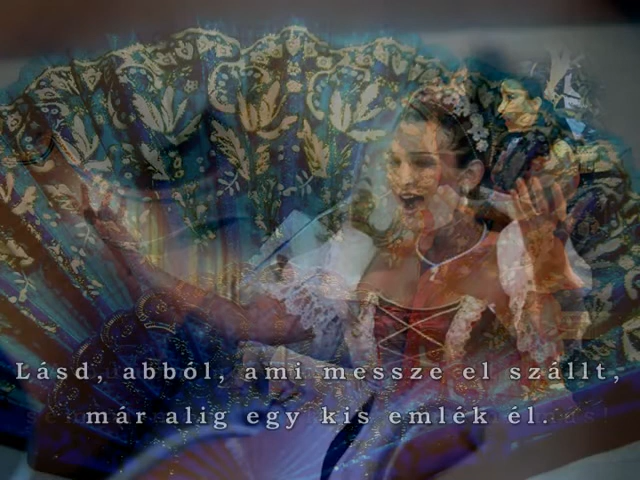 Lásd, abból, ami messze el szállt,
már alig egy kis emlék él.